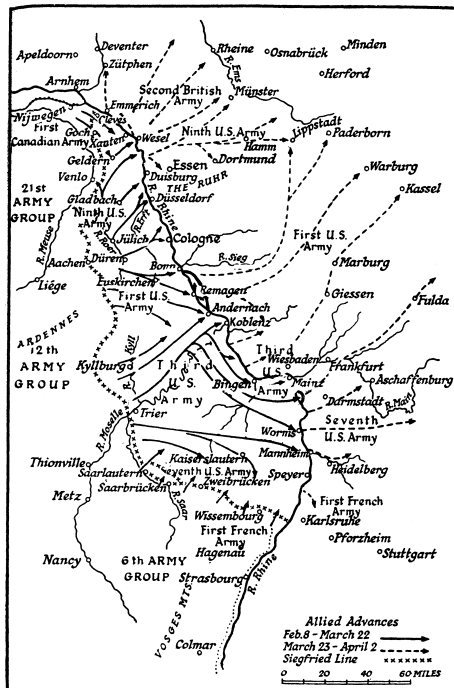 Deventer
Apeldoorn
Zütphen
Rheine
Osnabrück
Minden
Herford
R. Ems
Arnhem
Second British
Army
Münster
Emmerich
Nijwegen
Cleves
First
Canadian Army
Goch
Xanten
Wesel
Ninth U.S.
Army
Hamm
Lippstadt
Paderborn
Geldern
Essen
Dortmund
Duisburg
THE RUHR
Venlo
Warburg
21st
ARMY
GROUP
Gladbach
Düsseldorf
Kassel
Ninth U.S.
Army
R. Erft
R. Rhine
R. Roer
R. Meuse
Jülich
Cologne
First U.S.
Army
Aachen
Düren
Bonn
R. Sieg
Marburg
Liége
Euskirchen
Remagen
First U.S.
Army
Andernach
Giessen
Koblenz
Fulda
ARDENNES
12th
ARMY
GROUP
R. Kyll
Kyllburg
Third
U.S.
Army
Third
U.S.
Army
Wiesbaden
Frankfurt
Bingen
Mainz
Aschaffenburg
R. Main
Darmstadt
Trier
R. Moselle
Worms
Seventh
U.S. Army
Thionville
Kaiserslautern
Mannheim
Heidelberg
Saarlautern
Seventh U.S. Army
Speyer
Saarbrücken
Zweibrücken
R. Saar
Metz
Wissembourg
First French
Army
Karlsruhe
First French
Army
Pforzheim
Hagenau
Stuttgart
Nancy
6th ARMY
GROUP
Strasbourg
R. Rhine
VOSGES MTS.
Colmar
Allied Advances
Feb. 8 - March 22
March 23 - April 2
Siegfried Line
0 20 40 60 MILES